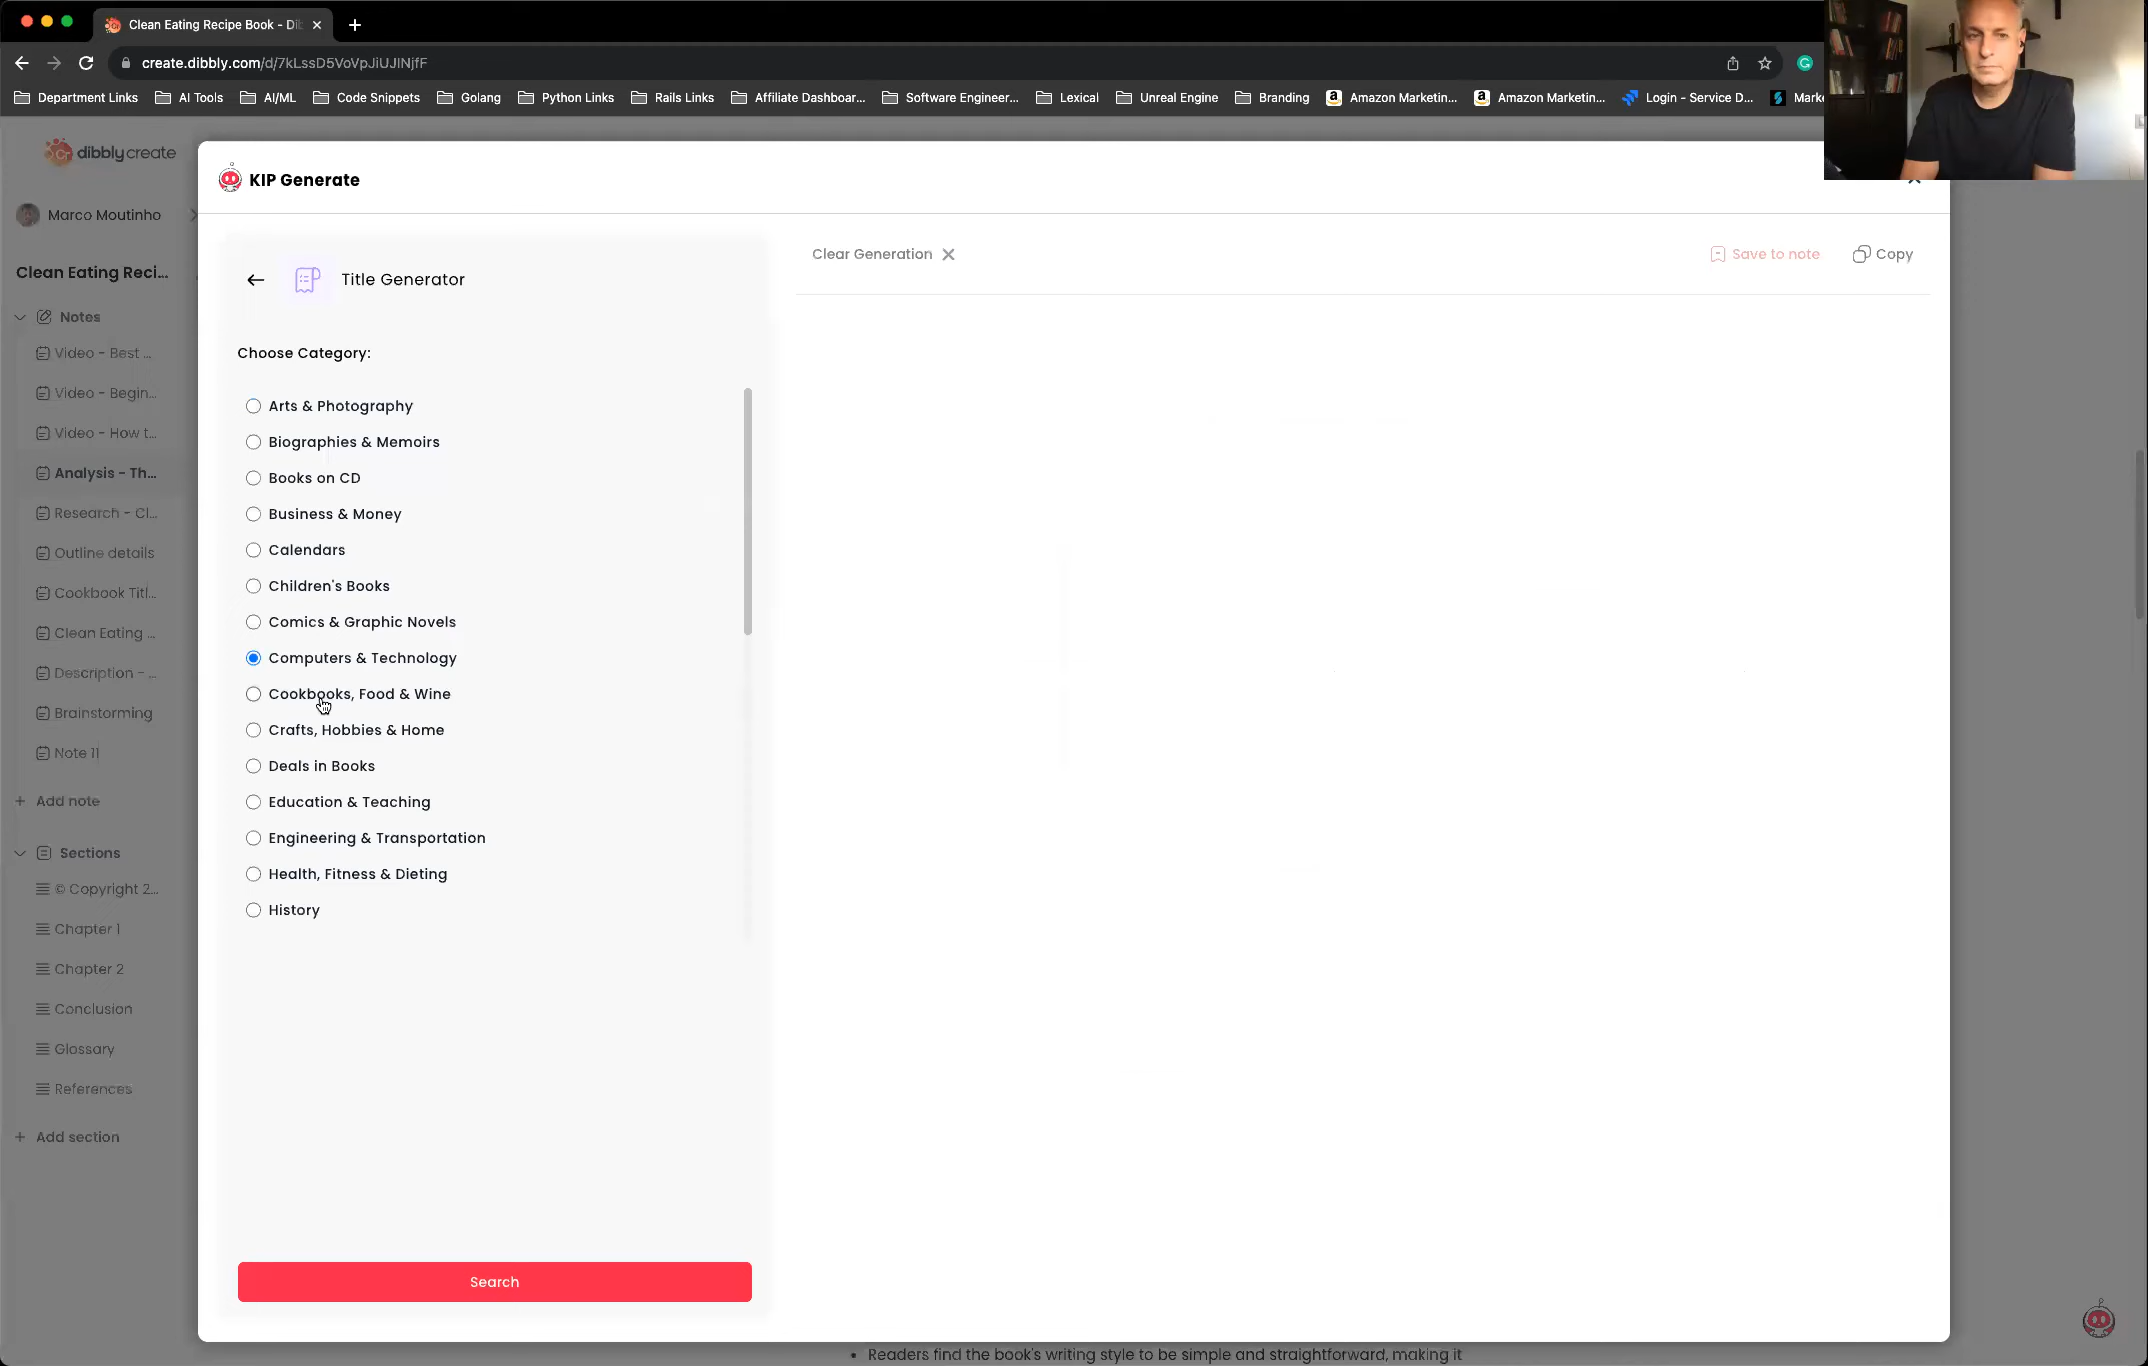 Clean Eating Recipe Book - Di
create.dibbly.com/d/7kLssD5VoVpJiUJlNjfF
Department Links
AI Tools
AI/ML
Code Snippets
Golang
Python Links
Rails Links
Affiliate Dashboar...
Software Engineer...
Lexical
Unreal Engine
Branding
Amazon Marketin...
Amazon Marketin...
Login - Service D...
Marke
dibblycreate
Marco Moutinho
Clean Eating Reci...
Notes
Video - Best ...
Video - Begin...
Video - How t...
Analysis - Th...
Research - Cl...
Outline details
Cookbook Titl...
Clean Eating ...
Description - ...
Brainstorming
Note 11
+ Add note
Sections
© Copyright 2...
Chapter 1
Chapter 2
Conclusion
Glossary
References
+ Add section
KIP Generate
Title Generator
Choose Category:
Arts & Photography
Biographies & Memoirs
Books on CD
Business & Money
Calendars
Children's Books
Comics & Graphic Novels
Computers & Technology
Cookbooks, Food & Wine
Crafts, Hobbies & Home
Deals in Books
Education & Teaching
Engineering & Transportation
Health, Fitness & Dieting
History
Search
Clear Generation
Save to note
Copy
• Readers find the book's writing style to be simple and straightforward, making it